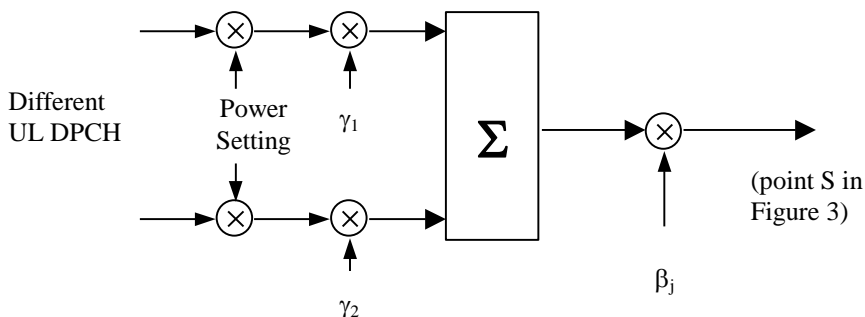 Different
UL DPCH
Power
Setting
γ1
γ2
Σ
βj
(point S in
Figure 3)